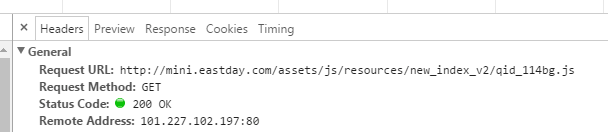 × Headers Preview Response Cookies Timing
▼ General
Request URL: http://mini.eastday.com/assets/js/resources/new_index_v2/qid_114bg.js
Request Method: GET
Status Code: 200 OK
Remote Address: 101.227.102.197:80